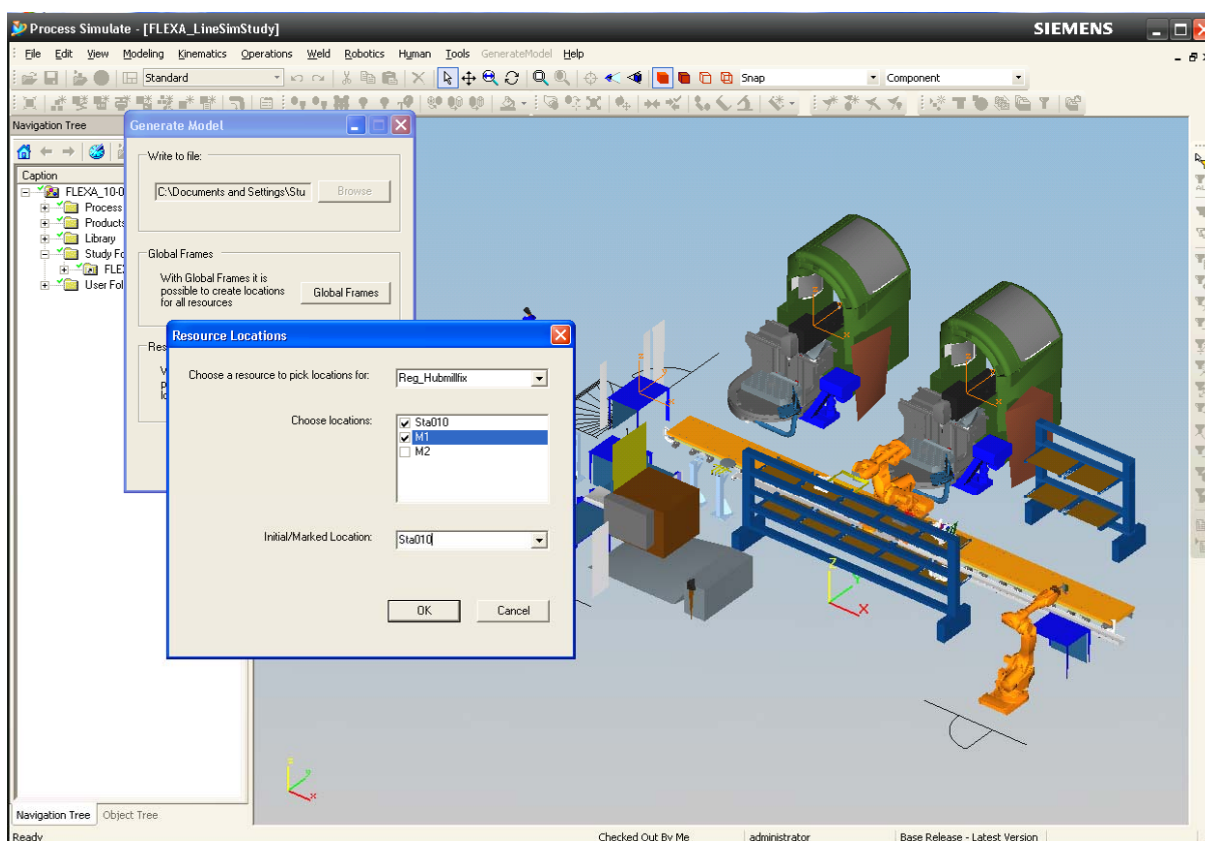 Process Simulate - [FLEXA_LineSimStudy]
SIEMENS
File Edit View Modeling Kinematics Operations Weld Robotics Human Tools GenerateModel Help
Standard
Snap
Component
Navigation Tree
Generate Model
Write to file:
C:\Documents and Settings\Stu
Browse
Caption
FLEXA_10-0
Process
Products
Library
Study Fo
FLE
User Fol
Global Frames
With Global Frames it is
possible to create locations
for all resources
Global Frames
Res
Resource Locations
Choose a resource to pick locations for:
Reg_Hubmillfix
Choose locations:
Sta010
M1
M2
Initial/Marked Location:
Sta010
OK
Cancel
Z
Y
X
Navigation Tree
Object Tree
Ready
Checked Out By Me
administrator
Base Release - Latest Version